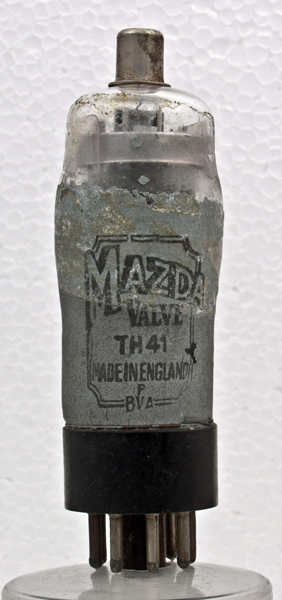 MAZDA
VALVE
TH41
MADE IN ENGLAND
P
BVA